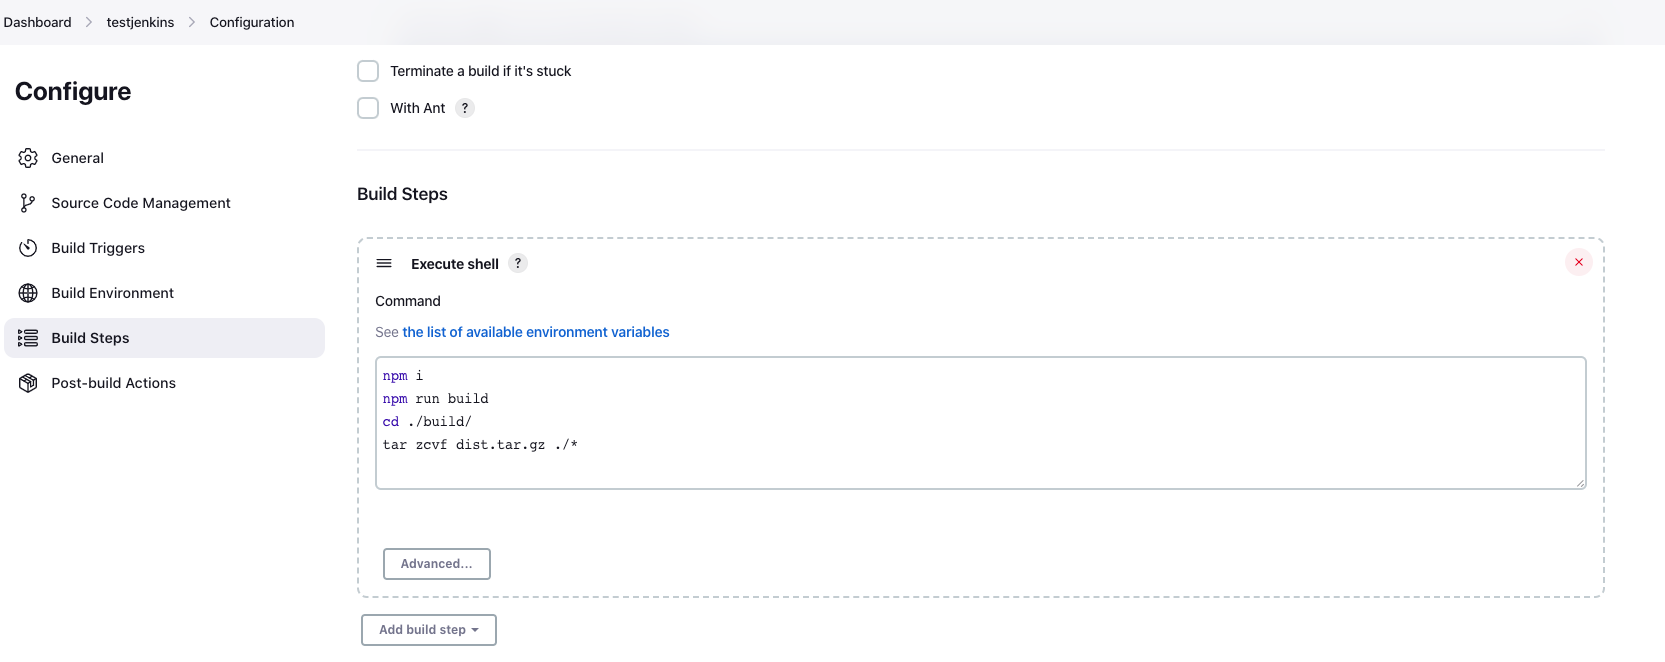 Dashboard > testjenkins > Configuration
Configure
General
Source Code Management
Build Triggers
Build Environment
Build Steps
Post-build Actions
Terminate a build if it's stuck
With Ant ?
Build Steps
Execute shell ?
Command
See the list of available environment variables
npm i
npm run build
cd ./build/
tar zcvf dist.tar.gz ./*
Advanced...
Add build step